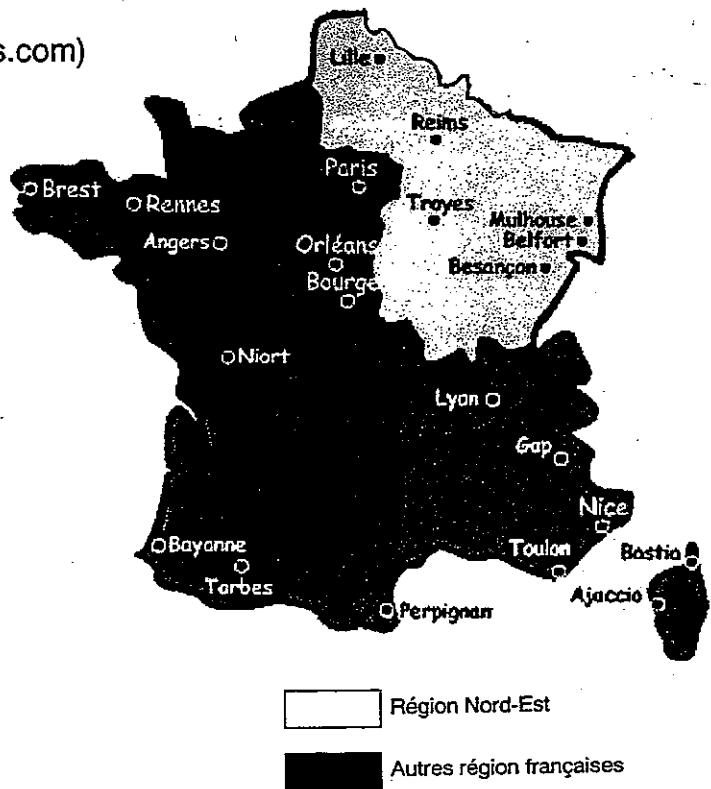 s.com)
Lille
Reims
Paris
Brest
Rennes
Troyes
Mulhouse
Angers
Orléans
Belfort
Besançon
Bourge
Niort
Lyon
Gap
Nice
Bayanne
Toulon
Bastia
Tarbes
Ajaccio
Perpignan
Région Nord-Est
Autres région françaises